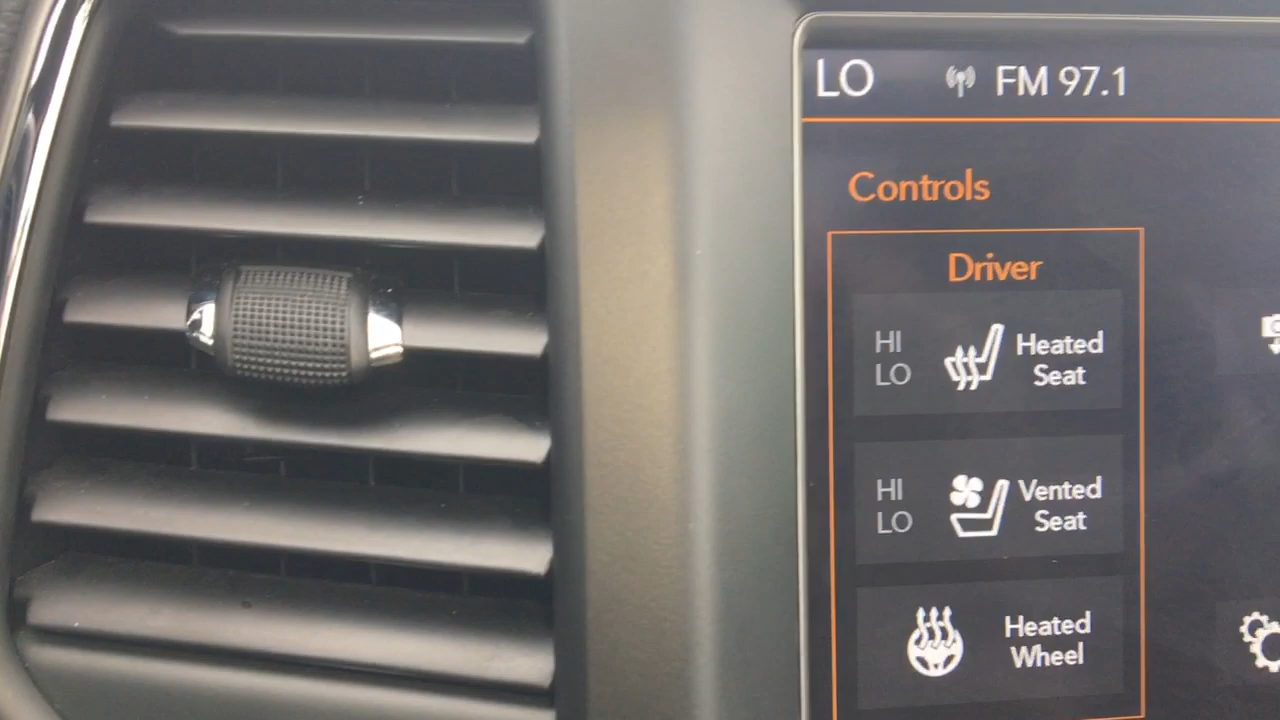 LO FM 97.1
Controls
Driver
HI
LO
Heated
Seat
HI
LO
Vented
Seat
Heated
Wheel